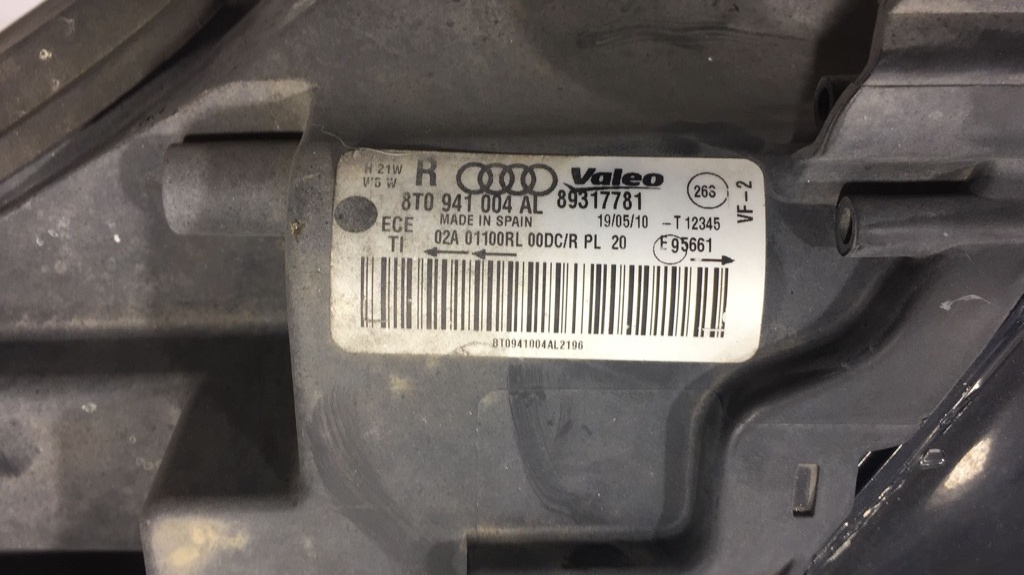 H 21W R Valeo 26S
W5W 8T0 941 004 AL 89317781
ECE MADE IN SPAIN 19/05/10 -T 12345 VF-2
TI 02A 01100RL 00DC/R PL 20 E 95661
8T0941004AL2196